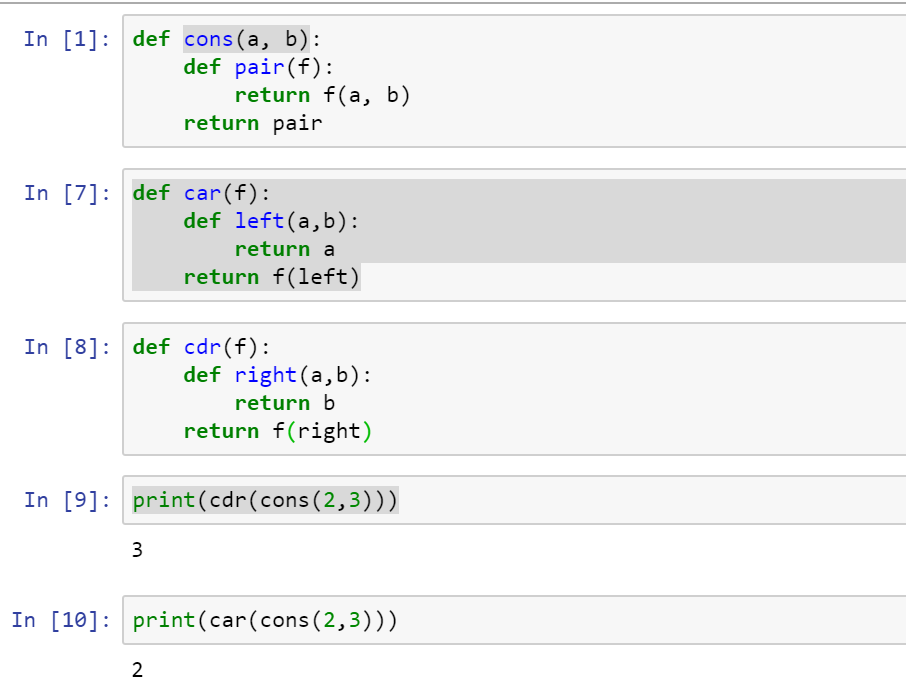 In [1]: def cons(a, b):
    def pair(f):
        return f(a, b)
    return pair
In [7]: def car(f):
    def left(a,b):
        return a
    return f(left)
In [8]: def cdr(f):
    def right(a,b):
        return b
    return f(right)
In [9]: print(cdr(cons(2,3)))
3
In [10]: print(car(cons(2,3)))
2